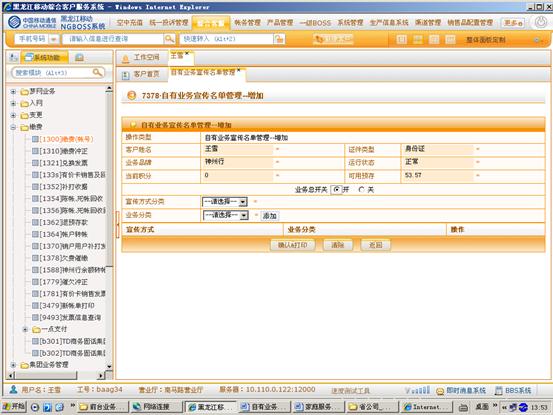 黑龙江移动综合客户服务系统 - Windows Internet Explorer
中国移动通信 CHINA MOBILE 黑龙江移动 NGBOSS系统
空中充值 统一投诉管理 综合客服 帐务管理 产品管理 一级BOSS 系统管理 生产信息系统 渠道管理 销售品配置管理 更多
手机号码 请输入信息进行查询 快速转入 (Alt+Z) 整体面板定制
系统功能
搜索模块 (Alt+3)
梦网业务
入网
变更
缴费
[1300]缴费(帐号)
[1310]缴费冲正
[1321]兑换发票
[133s]有价卡销售及回
[1352]补打收据
[1354]陈帐,死帐回收
[1356]陈帐,死帐回收
[1362]退预存款
[1364]帐户转帐
[1370]销户用户补打发
[1378]欠费催缴
[1588]神州行余额转帐
[1779]灌欠冲正
[1781]有价卡销售发票
[3479]新帐单打印
[9493]发票信息查询
一点支付
[b301]TD商务固话集团
[b302]TD商务固话集团
集团业务管理
工作空间 王雪
客户首页 自有业务宣传名单管理
7378-自有业务宣传名单管理--增加
自有业务宣传名单管理--增加
操作类型 自有业务宣传名单管理--增加
客户姓名 王雪 * 证件类型 身份证 *
业务品牌 神州行 * 运行状态 正常 *
当前积分 0 * 可用预存 53.57 *
业务总开关 开 关
宣传方式分类 --请选择-- *
业务分类 --请选择-- * 添加
宣传方式 业务分类 操作
确认&打印 清除 返回
用户名：王雪 工号：baag34 营业厅：南马路营业厅 服务器：10.110.0.122:12000 速度测试工具 即时消息系统 BBS系统
开始 前台业务... 网络连接 黑龙江移... 自有业务... 家庭服务... 省公司_... Internet... 桌面 13:53